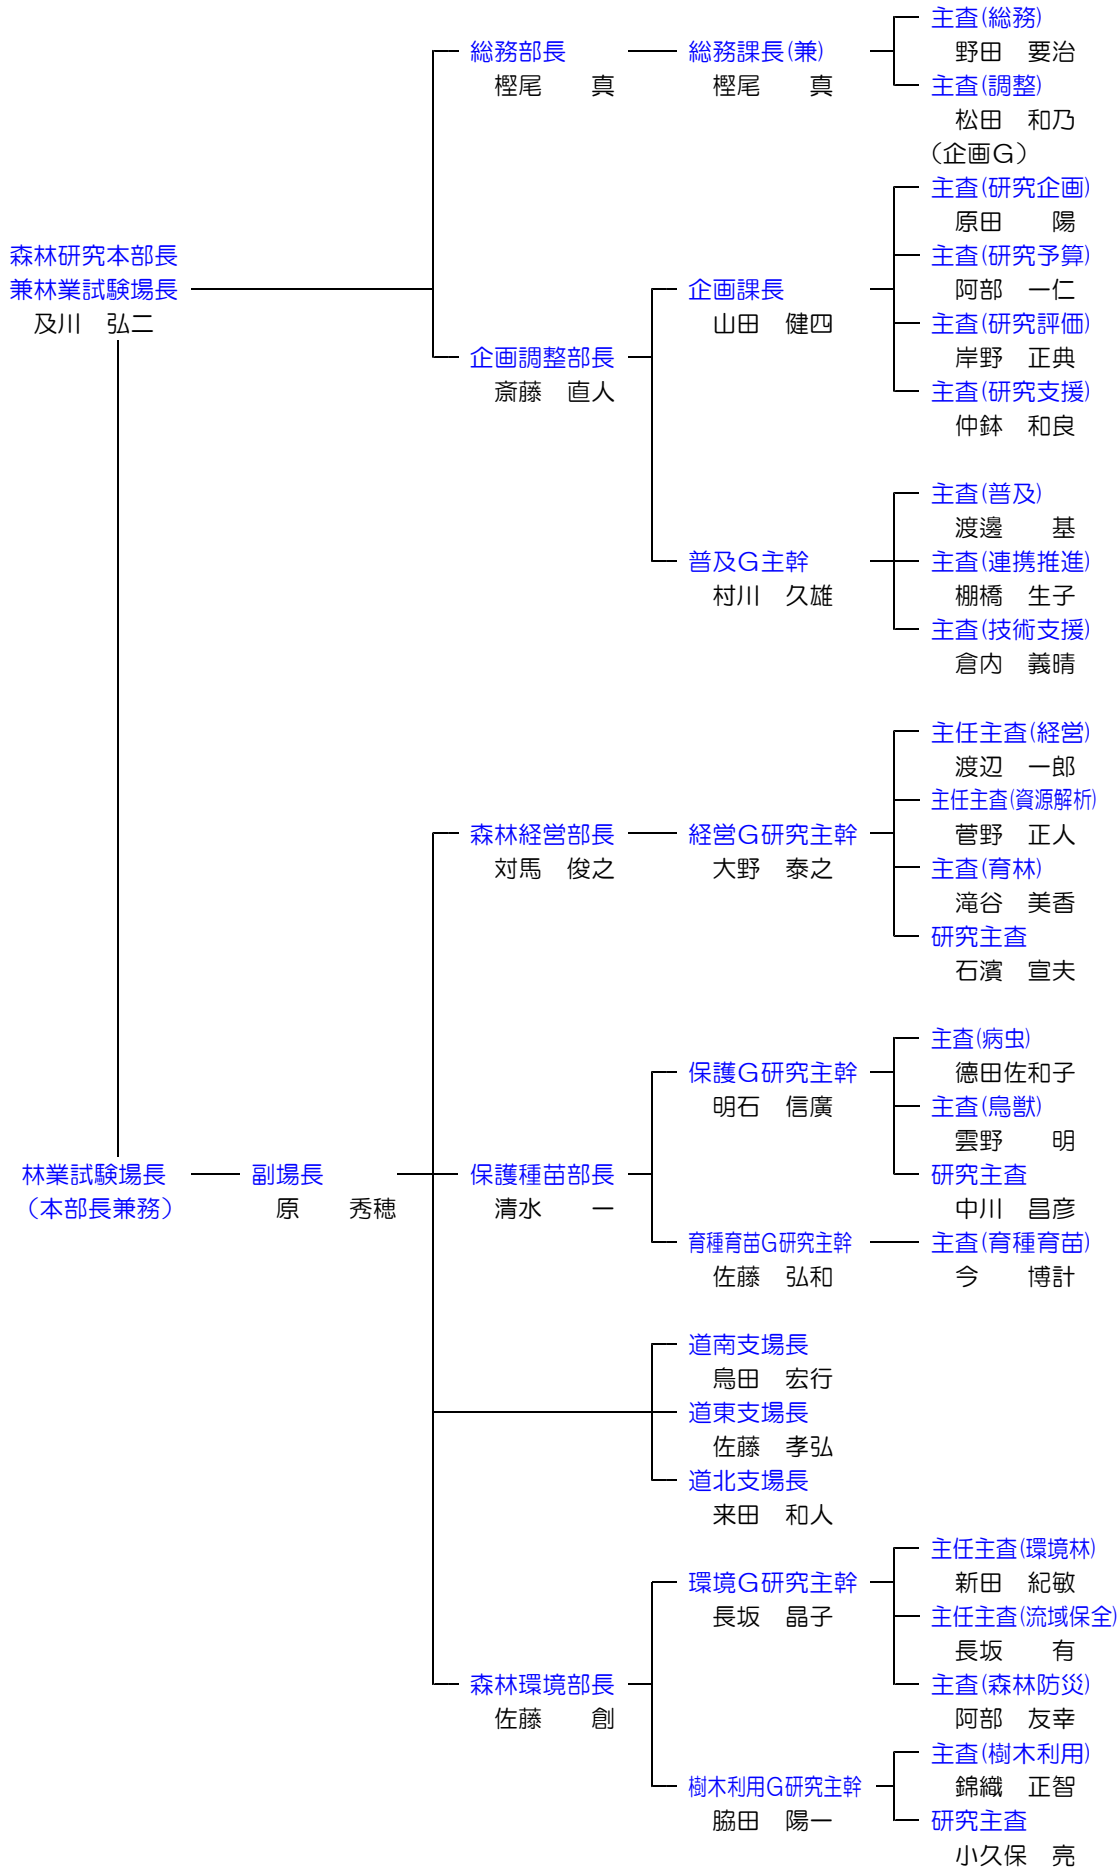 森林研究本部長
兼林業試験場長
及川　弘二
総務部長
樫尾　　真
総務課長(兼)
樫尾　　真
主査(総務)
野田　要治
主査(調整)
松田　和乃
（企画G）
企画調整部長
斎藤　直人
企画課長
山田　健四
主査(研究企画)
原田　　陽
主査(研究予算)
阿部　一仁
主査(研究評価)
岸野　正典
主査(研究支援)
仲鉢　和良
普及G主幹
村川　久雄
主査(普及)
渡邊　　基
主査(連携推進)
棚橋　生子
主査(技術支援)
倉内　義晴
林業試験場長
（本部長兼務）
副場長
原　　秀穂
森林経営部長
対馬　俊之
経営G研究主幹
大野　泰之
主任主査(経営)
渡辺　一郎
主任主査(資源解析)
菅野　正人
主査(育林)
滝谷　美香
研究主査
石濱　宣夫
保護種苗部長
清水　　一
保護G研究主幹
明石　信廣
主査(病虫)
徳田佐和子
主査(鳥獣)
雲野　　明
研究主査
中川　昌彦
育種育苗G研究主幹
佐藤　弘和
主査(育種育苗)
今　　博計
道南支場長
鳥田　宏行
道東支場長
佐藤　孝弘
道北支場長
来田　和人
森林環境部長
佐藤　　創
環境G研究主幹
長坂　晶子
主任主査(環境林)
新田　紀敏
主任主査(流域保全)
長坂　　有
主査(森林防災)
阿部　友幸
樹木利用G研究主幹
脇田　陽一
主査(樹木利用)
錦織　正智
研究主査
小久保　亮